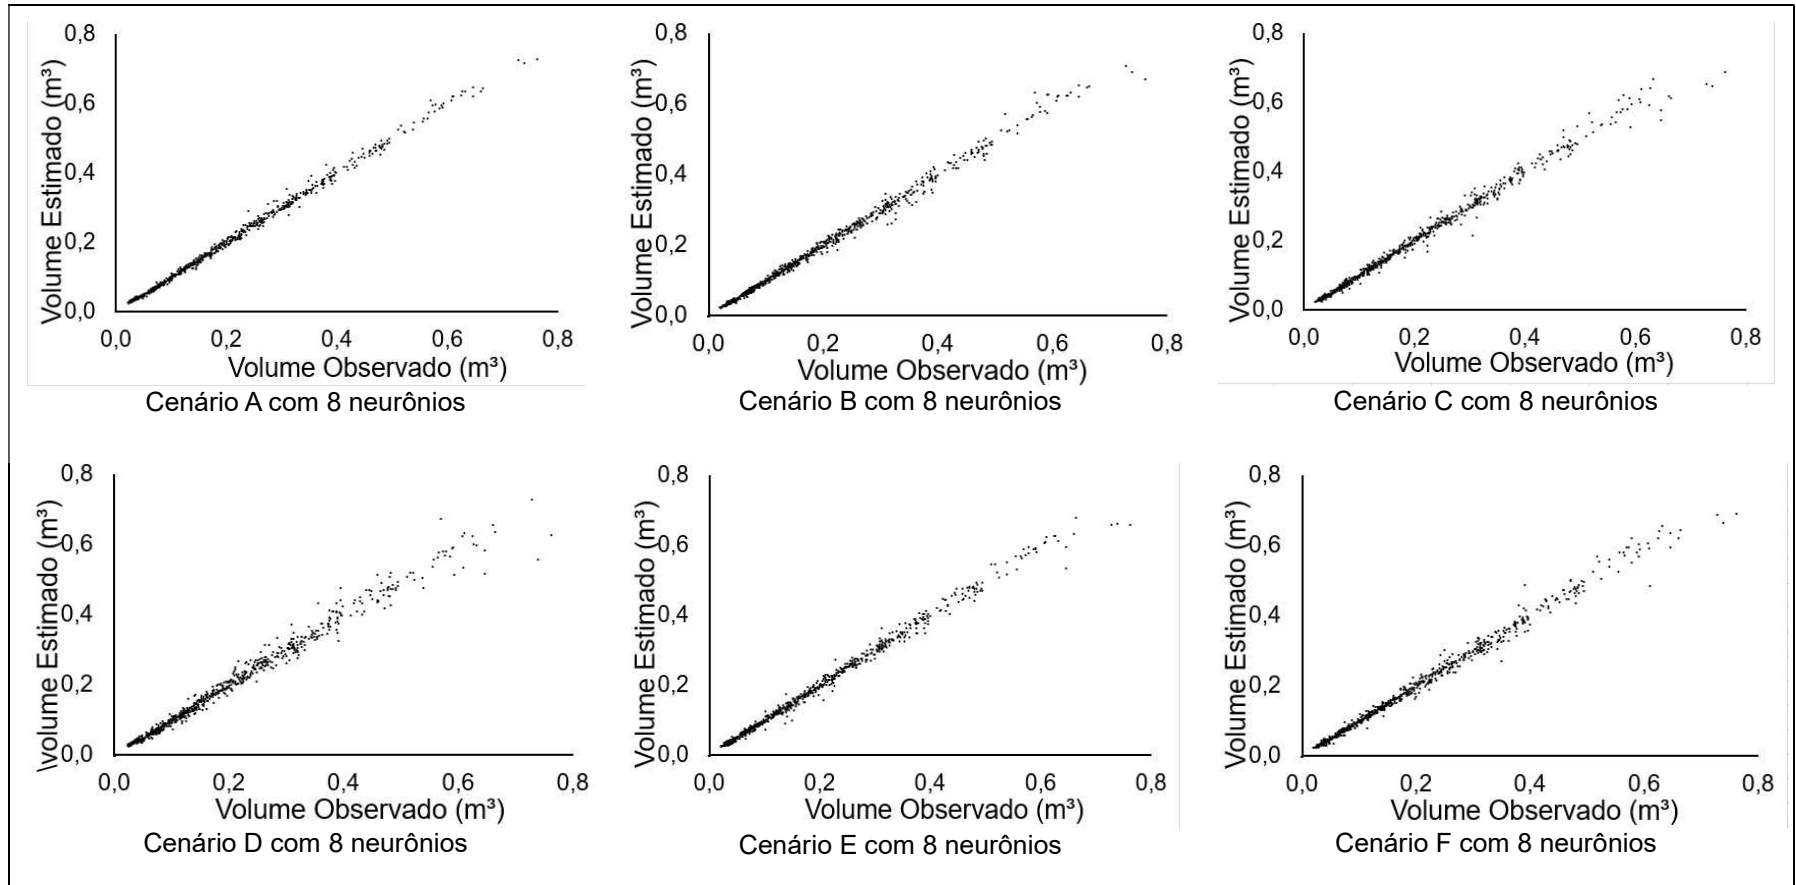 0,8
0,6
0,4
0,2
0,0
Volume Estimado (m³)
0,0 0,2 0,4 0,6 0,8
Volume Observado (m³)
Cenário A com 8 neurônios
0,8
0,6
0,4
0,2
0,0
Volume Estimado (m³)
0,0 0,2 0,4 0,6 0,8
Volume Observado (m³)
Cenário B com 8 neurônios
0,8
0,6
0,4
0,2
0,0
Volume Estimado (m³)
0,0 0,2 0,4 0,6 0,8
Volume Observado (m³)
Cenário C com 8 neurônios
0,8
0,6
0,4
0,2
0,0
\volume Estimado (m³)
0,0 0,2 0,4 0,6 0,8
Volume Observado (m³)
Cenário D com 8 neurônios
0,8
0,6
0,4
0,2
0,0
Volume Estimado (m³)
0,0 0,2 0,4 0,6 0,8
Volume Observado (m³)
Cenário E com 8 neurônios
0,8
0,6
0,4
0,2
0,0
Volume Estimado (m³)
0,0 0,2 0,4 0,6 0,8
Volume Observado (m³)
Cenário F com 8 neurônios